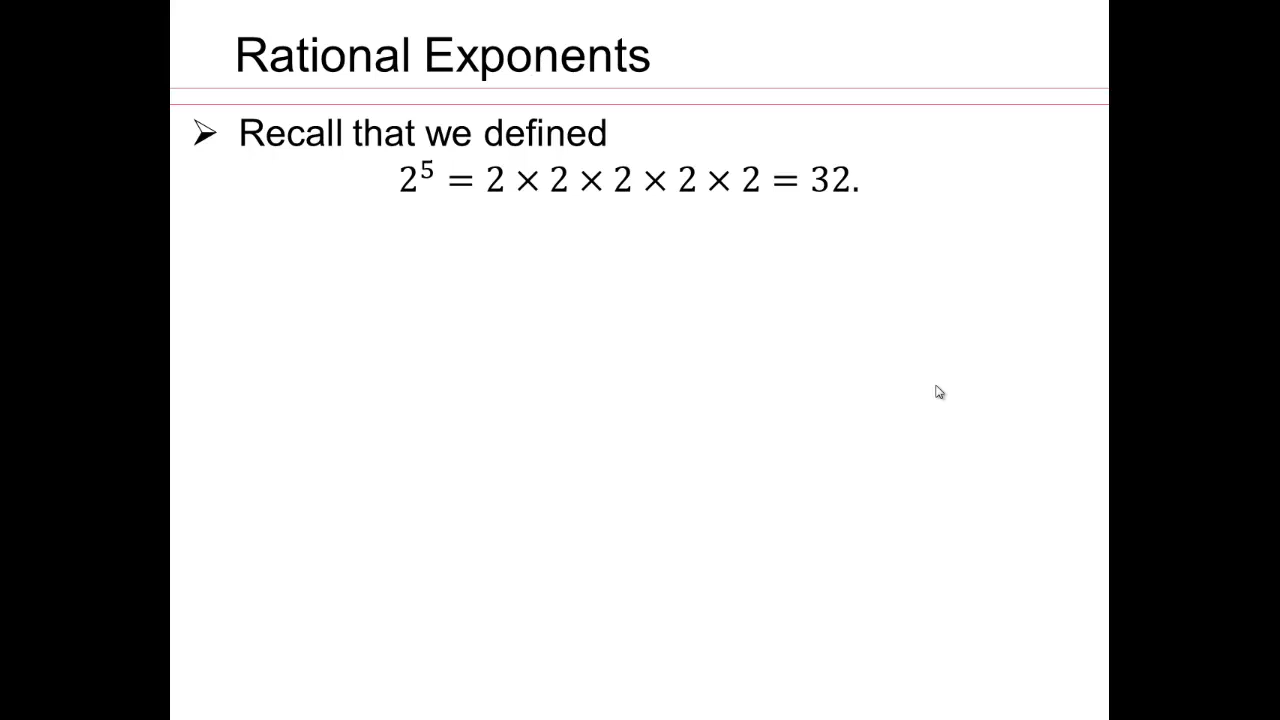 Rational Exponents
➢ Recall that we defined
2⁵ = 2 × 2 × 2 × 2 × 2 = 32.